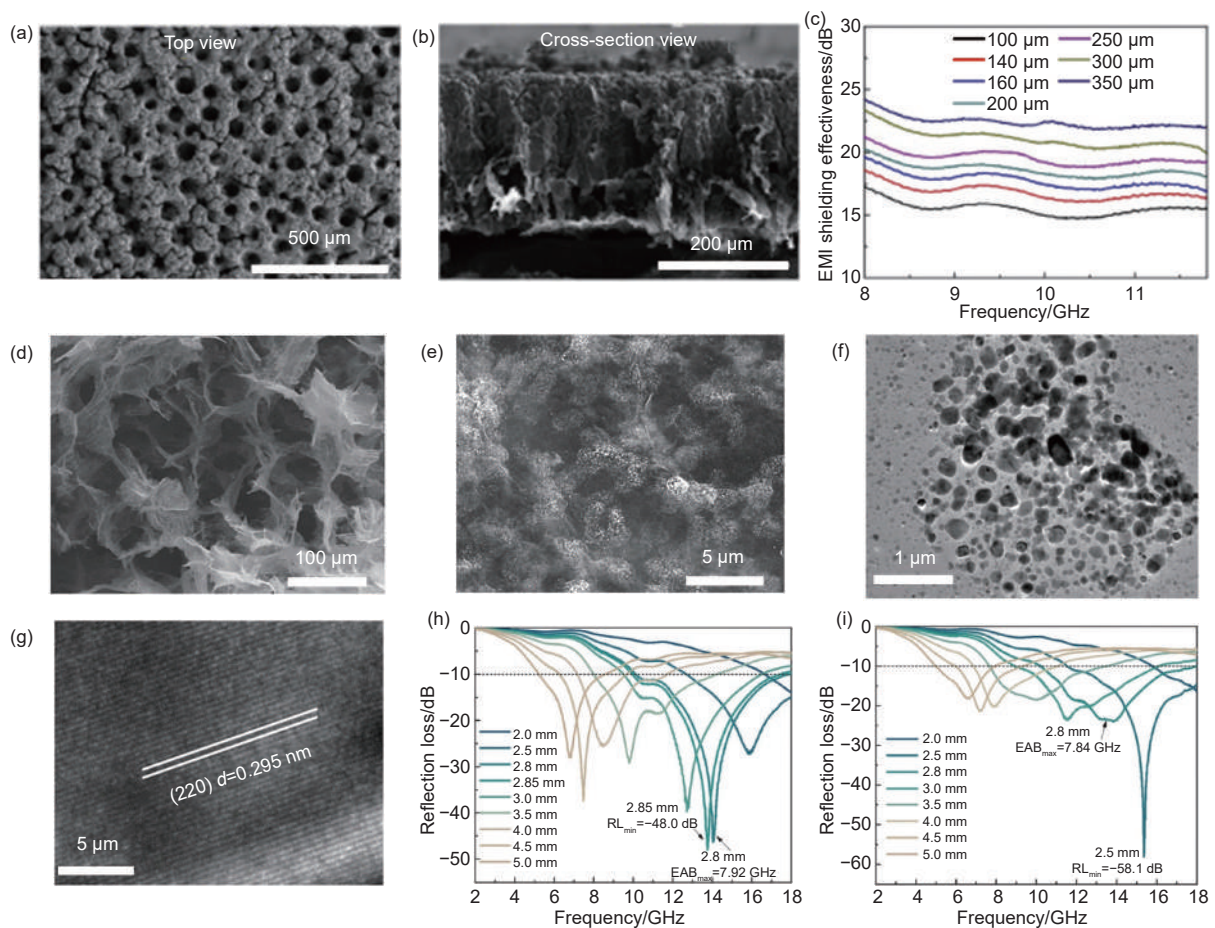 (a)
Top view
500 μm
(b)
Cross-section view
200 μm
(c)
EMI shielding effectiveness/dB
30
25
20
15
10
100 μm
140 μm
160 μm
200 μm
250 μm
300 μm
350 μm
8
9
10
11
Frequency/GHz
(d)
100 μm
(e)
5 μm
(f)
1 μm
(g)
(220) d=0.295 nm
5 μm
(h)
Reflection loss/dB
0
−10
−20
−30
−40
−50
2.0 mm
2.5 mm
2.8 mm
2.85 mm
3.0 mm
3.5 mm
4.0 mm
4.5 mm
5.0 mm
2.85 mm
RLmin=−48.0 dB
2.8 mm
EABmax=7.92 GHz
2 4 6 8 10 12 14 16 18
Frequency/GHz
(i)
Reflection loss/dB
0
−10
−20
−30
−40
−50
−60
2.0 mm
2.5 mm
2.8 mm
3.0 mm
3.5 mm
4.0 mm
4.5 mm
5.0 mm
2.8 mm
EABmax=7.84 GHz
2.5 mm
RLmin=−58.1 dB
2 4 6 8 10 12 14 16 18
Frequency/GHz